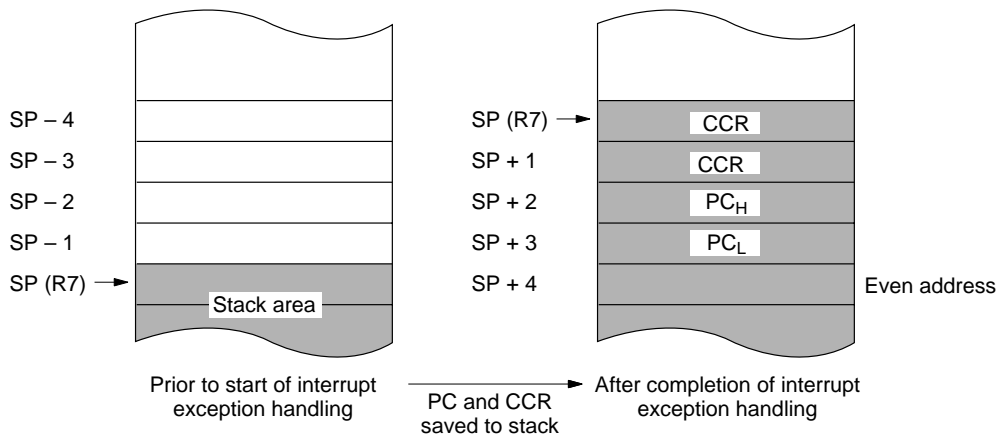 SP – 4
SP – 3
SP – 2
SP – 1
SP (R7)
Stack area
Prior to start of interrupt
exception handling
PC and CCR
saved to stack
SP (R7)
SP + 1
SP + 2
SP + 3
SP + 4
CCR
CCR
PCH
PCL
Even address
After completion of interrupt
exception handling